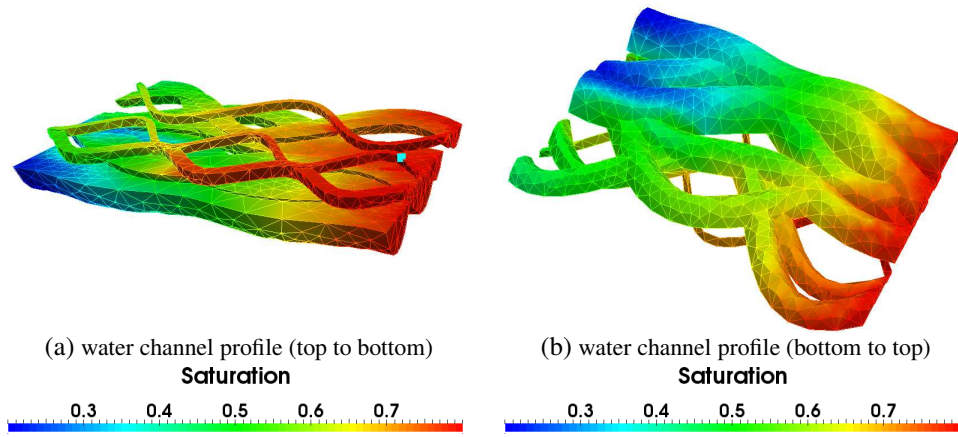 (a) water channel profile (top to bottom)
Saturation
0.3 0.4 0.5 0.6 0.7
(b) water channel profile (bottom to top)
Saturation
0.3 0.4 0.5 0.6 0.7